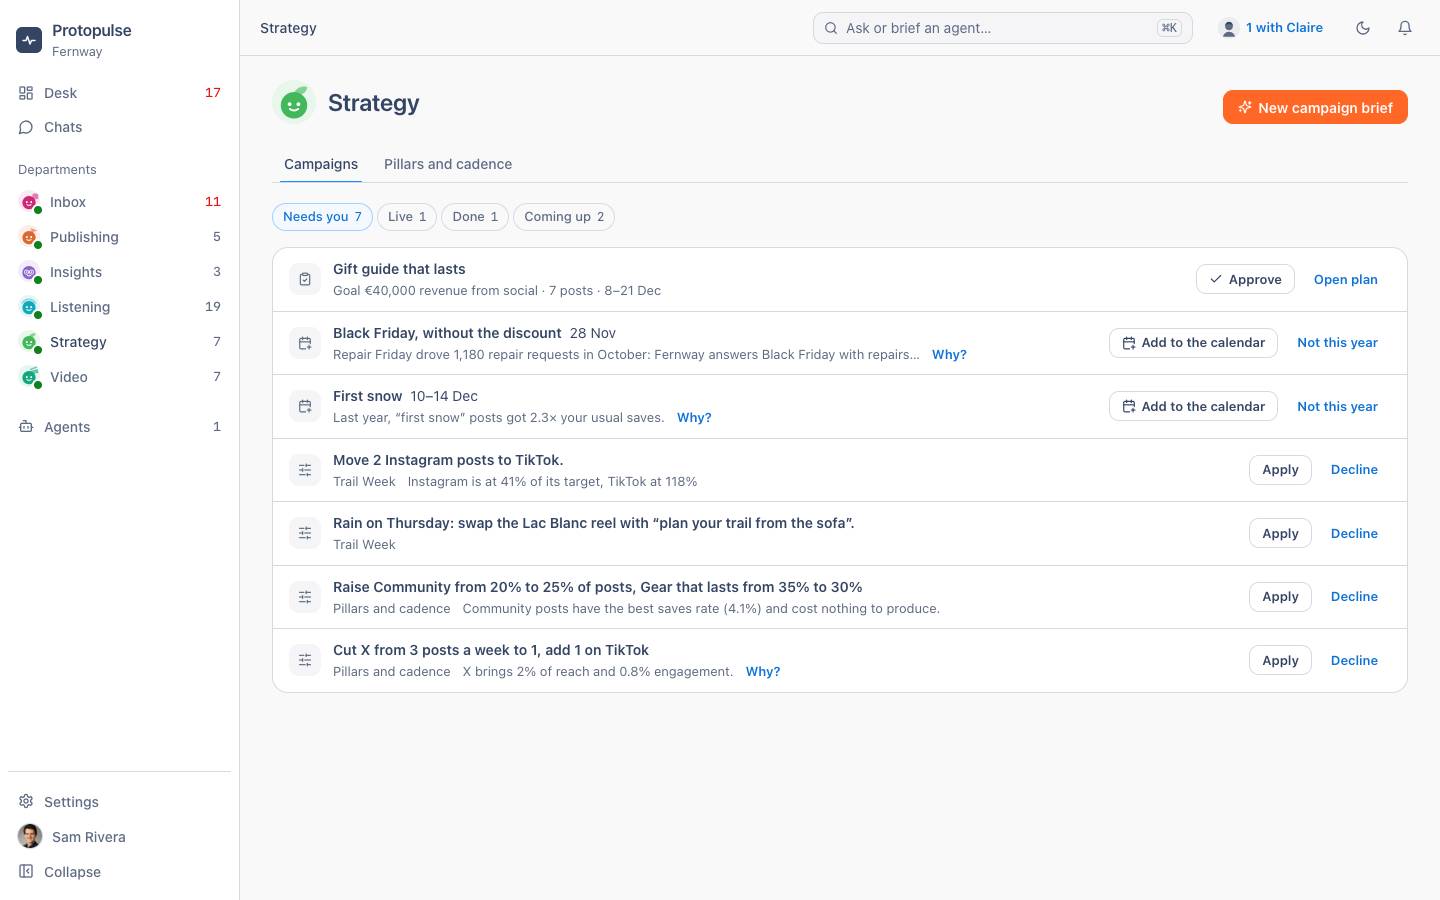 Protopulse
Fernway
Desk 17
Chats
Departments
Inbox 11
Publishing 5
Insights 3
Listening 19
Strategy 7
Video 7
Agents 1
Settings
Sam Rivera
Collapse
Strategy
Ask or brief an agent... ⌘K
1 with Claire
Strategy
New campaign brief
Campaigns
Pillars and cadence
Needs you 7
Live 1
Done 1
Coming up 2
Gift guide that lasts
Goal €40,000 revenue from social · 7 posts · 8–21 Dec
Approve
Open plan
Black Friday, without the discount 28 Nov
Repair Friday drove 1,180 repair requests in October: Fernway answers Black Friday with repairs... Why?
Add to the calendar
Not this year
First snow 10–14 Dec
Last year, “first snow” posts got 2.3× your usual saves. Why?
Add to the calendar
Not this year
Move 2 Instagram posts to TikTok.
Trail Week Instagram is at 41% of its target, TikTok at 118%
Apply
Decline
Rain on Thursday: swap the Lac Blanc reel with “plan your trail from the sofa”.
Trail Week
Apply
Decline
Raise Community from 20% to 25% of posts, Gear that lasts from 35% to 30%
Pillars and cadence Community posts have the best saves rate (4.1%) and cost nothing to produce.
Apply
Decline
Cut X from 3 posts a week to 1, add 1 on TikTok
Pillars and cadence X brings 2% of reach and 0.8% engagement. Why?
Apply
Decline